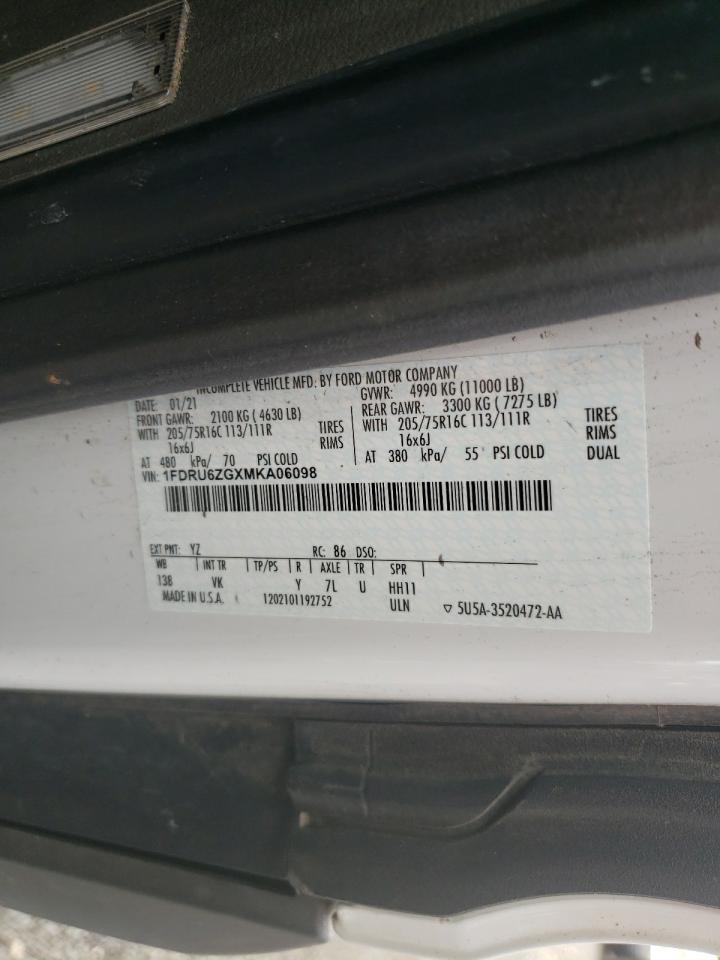 INCOMPLETE VEHICLE MFD. BY FORD MOTOR COMPANY
DATE: 01/21 GVWR: 4990 KG (11000 LB)
FRONT GAWR: 2100 KG ( 4630 LB) REAR GAWR: 3300 KG ( 7275 LB)
WITH 205/75R16C 113/111R TIRES WITH 205/75R16C 113/111R TIRES
16x6J RIMS 16x6J RIMS
AT 480 kPa/ 70 PSI COLD AT 380 kPa/ 55 PSI COLD DUAL
VIN: 1FDRU6ZGXMKA06098
EXT PNT: YZ RC: 86 DSO:
WB INT TR TP/PS R AXLE TR SPR
138 VK Y 7L U HH11
MADE IN U.S.A. 1202101192752 ULN ▽ 5U5A-3520472-AA